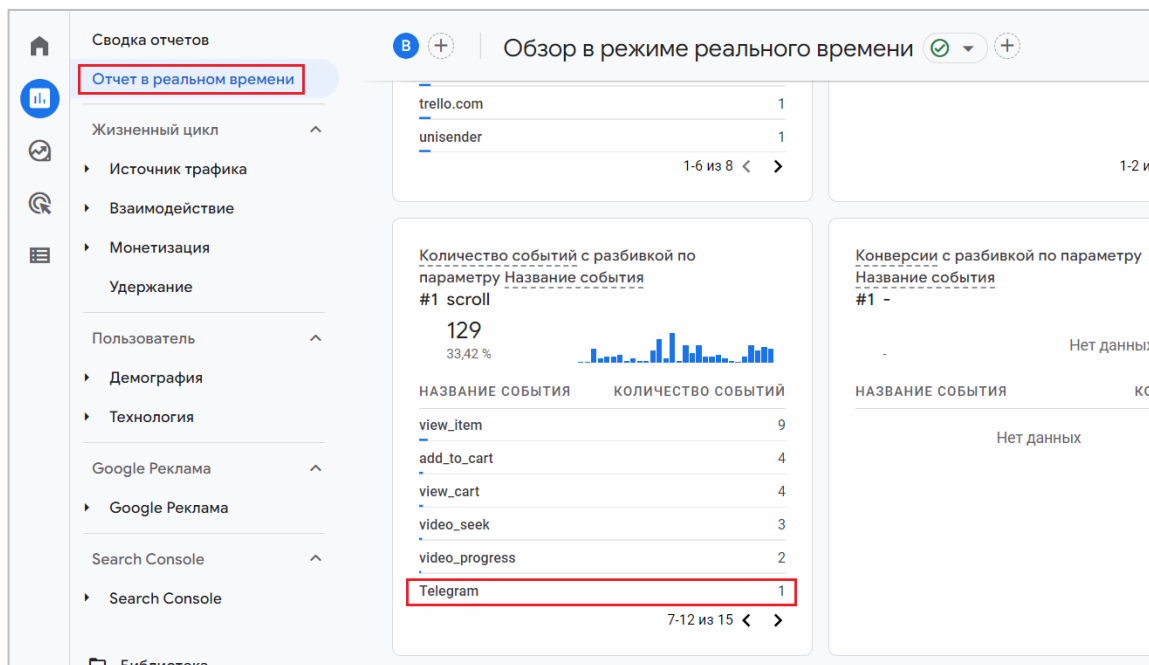 Сводка отчетов
Отчет в реальном времени
Жизненный цикл
Источник трафика
Взаимодействие
Монетизация
Удержание
Пользователь
Демография
Технология
Google Реклама
Google Реклама
Search Console
Search Console
Библиотека
B
Обзор в режиме реального времени
trello.com 1
unisender 1
1-6 из 8
1-2 и
Количество событий с разбивкой по
параметру Название события
#1 scroll
129
33,42 %
НАЗВАНИЕ СОБЫТИЯ КОЛИЧЕСТВО СОБЫТИЙ
view_item 9
add_to_cart 4
view_cart 4
video_seek 3
video_progress 2
Telegram 1
7-12 из 15
Конверсии с разбивкой по параметру
Название события
#1 -
-
Нет данных
НАЗВАНИЕ СОБЫТИЯ КО
Нет данных